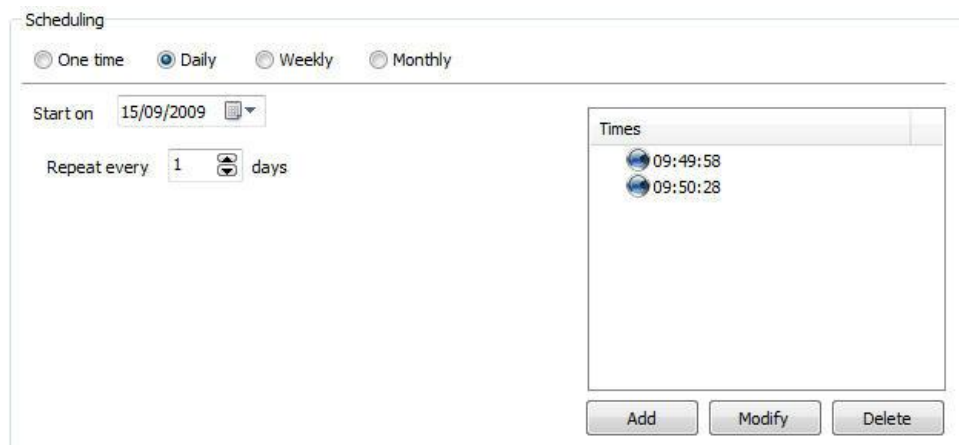 Scheduling
One time Daily Weekly Monthly
Start on 15/09/2009
Repeat every 1 days
Times
09:49:58
09:50:28
Add Modify Delete